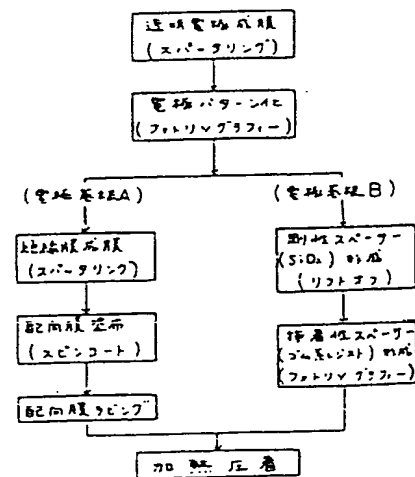 透明電極成膜
(スパータリング)
電極パターン化
(フォトリソグラフィー)
(電極基板A)
(電極基板B)
絶縁膜成膜
(スパータリング)
配向膜塗布
(スピンコート)
配向膜ラビング
剛性スペーサー
(SiO₂) 形成
(リフトオフ)
接着性スペーサー
(ゴム系レジスト) 形成
(フォトリソグラフィー)
加熱圧着